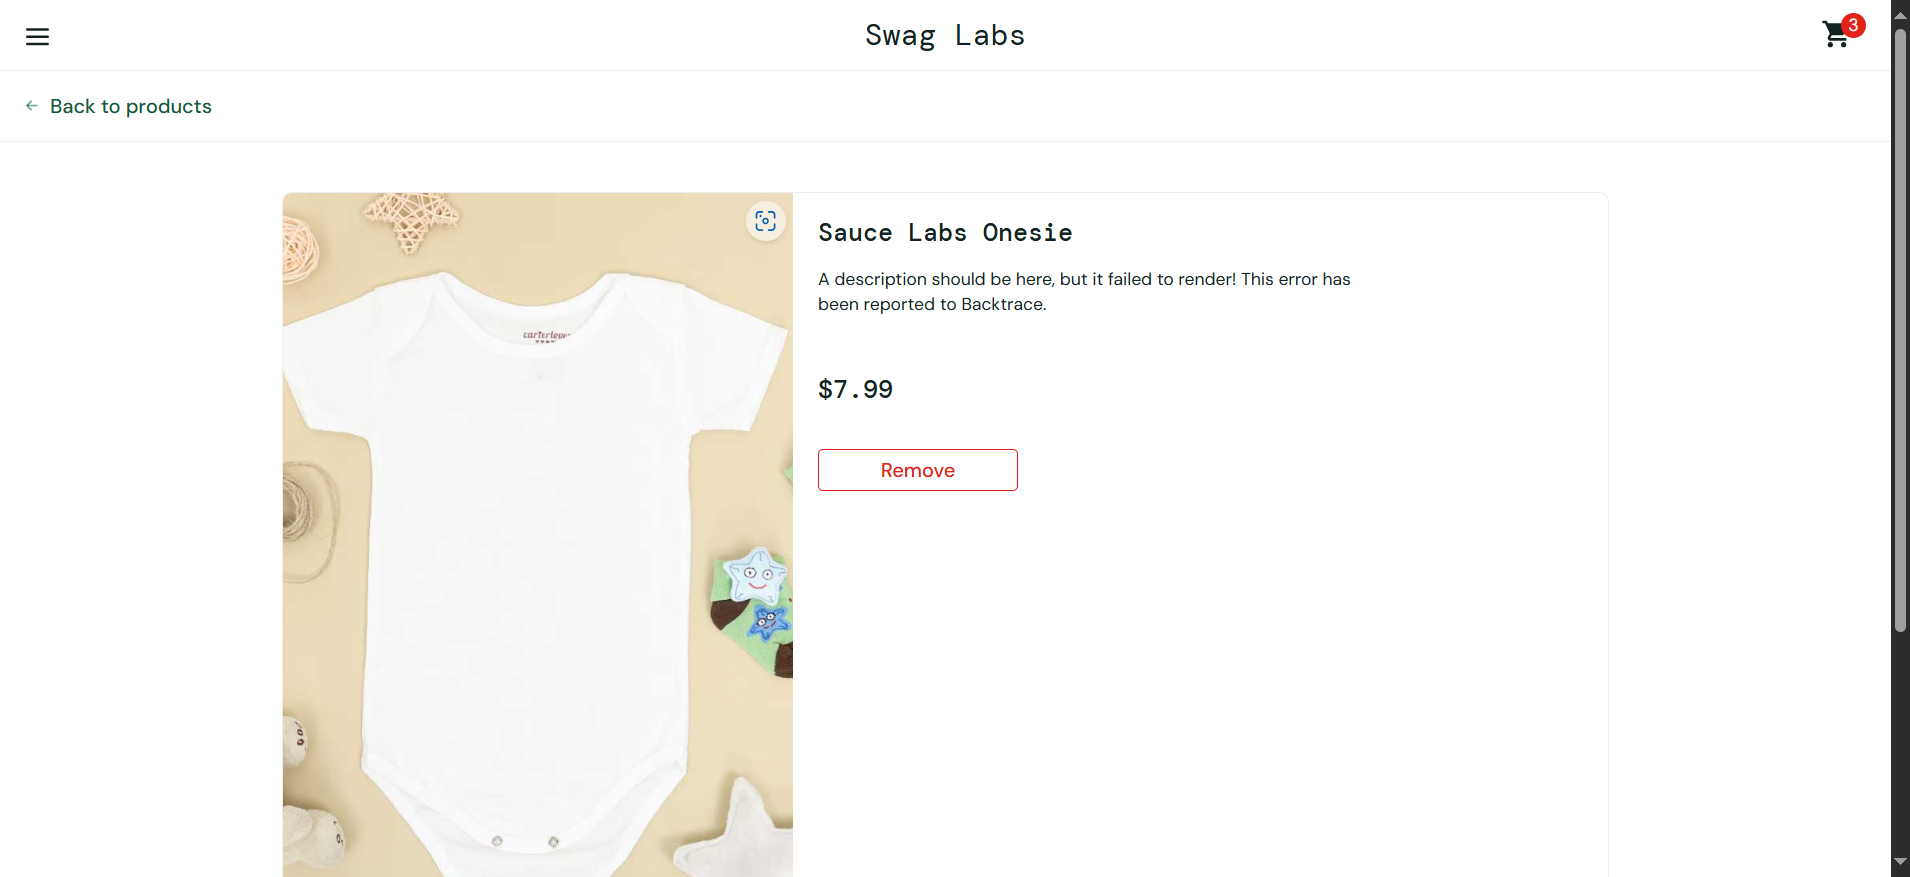 Swag Labs
3
Back to products
Sauce Labs Onesie
A description should be here, but it failed to render! This error has
been reported to Backtrace.
$7.99
Remove